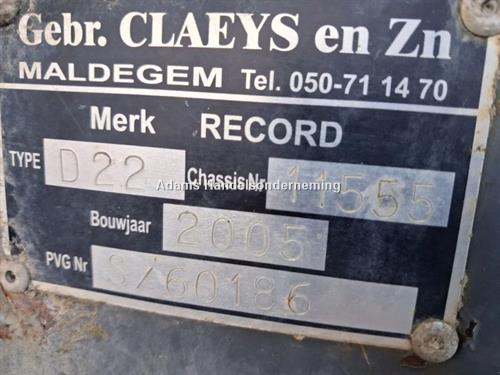 Gebr. CLAEYS en Zn
MALDEGEM Tel. 050-71 14 70
Merk RECORD
TYPE D22 Chassis Nr 11555
Adams Handelsonderneming
Bouwjaar 2005
PVG Nr S/60186